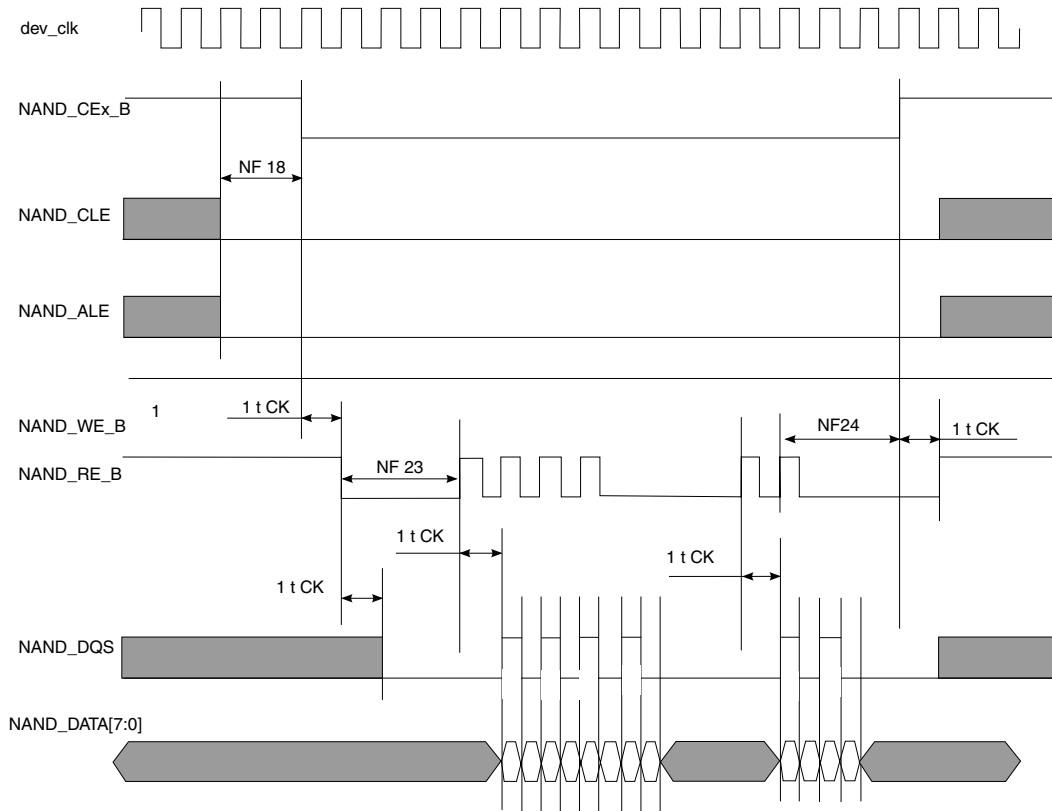 dev_clk
NAND_CEx_B
NF 18
NAND_CLE
NAND_ALE
1
1 t CK
NAND_WE_B
NF24
1 t CK
NAND_RE_B
NF 23
1 t CK
1 t CK
1 t CK
NAND_DQS
NAND_DATA[7:0]